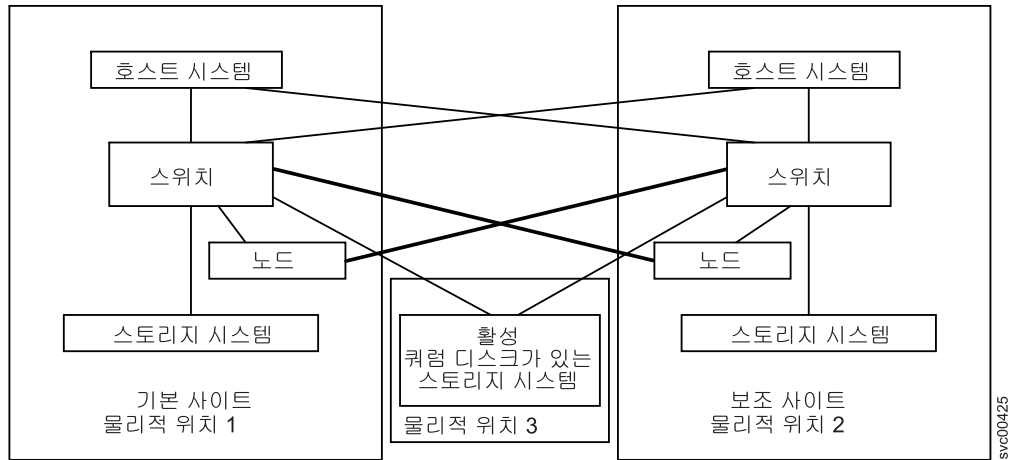 호스트 시스템
호스트 시스템
스위치
스위치
노드
노드
스토리지 시스템
활성
쿼럼 디스크가 있는
스토리지 시스템
스토리지 시스템
기본 사이트
물리적 위치 1
물리적 위치 3
보조 사이트
물리적 위치 2
svc00425